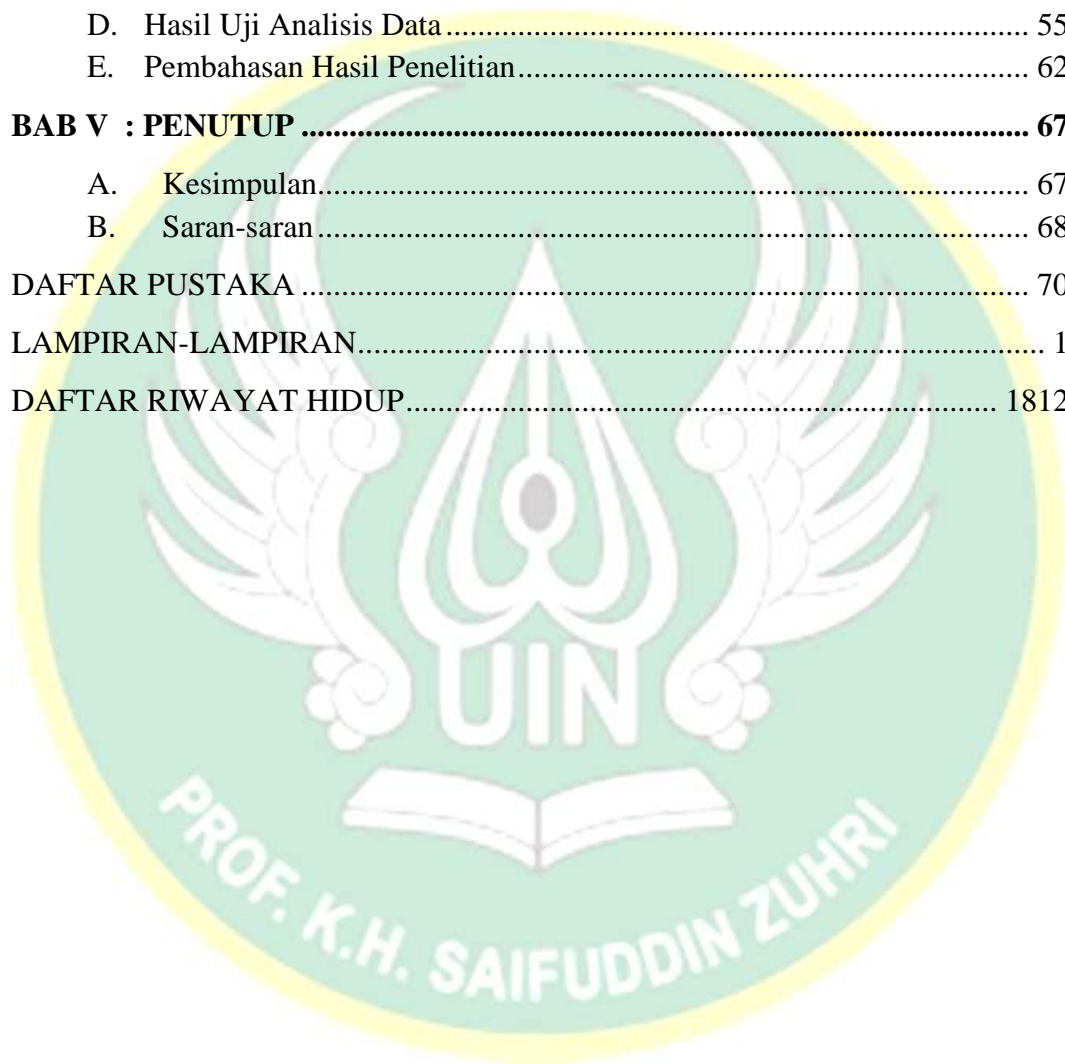 D. Hasil Uji Analisis Data ........................................................................ 55
E. Pembahasan Hasil Penelitian ............................................................... 62
BAB V : PENUTUP ........................................................................................... 67
A. Kesimpulan ......................................................................................... 67
B. Saran-saran ......................................................................................... 68
DAFTAR PUSTAKA ........................................................................................... 70
LAMPIRAN-LAMPIRAN ...................................................................................... 1
DAFTAR RIWAYAT HIDUP .......................................................................... 1812
UIN
PROF. K.H. SAIFUDDIN ZUHRI